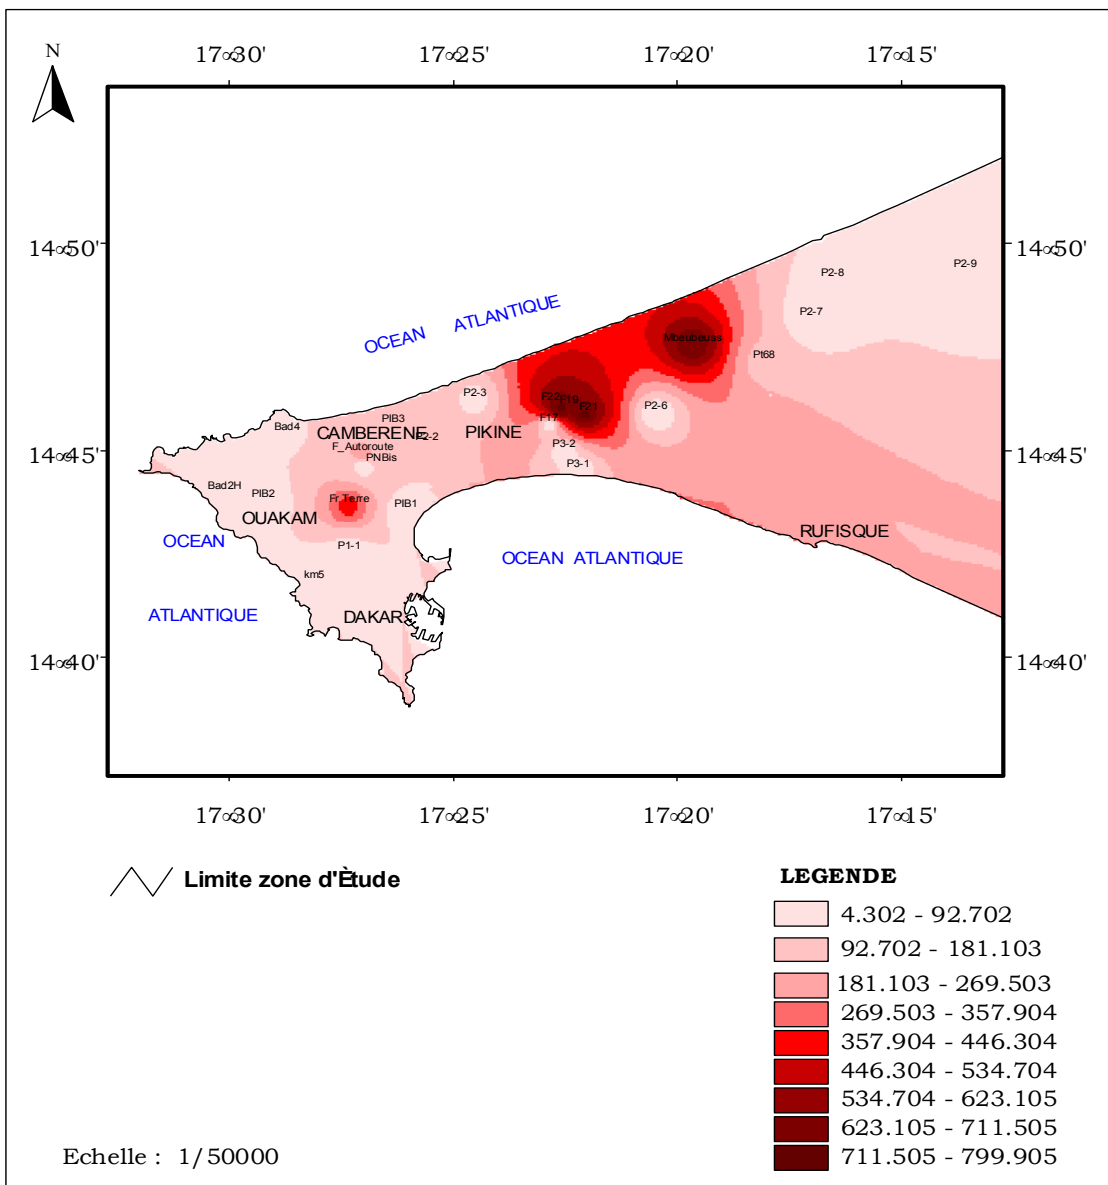 N
17∞30' 17∞25' 17∞20' 17∞15'
14∞50' 14∞50'
P2-9
P2-8
P2-7
OCEAN ATLANTIQUE
Mbeubeuss
Pt68
P2-3
P22 P19 P21
P2-6
F17
PIB3
Bad4
CAMBERENE
P2-2
PIKINE
P3-2
F_Autoroute
14∞45' 14∞45'
PNBis
P3-1
Bad2H
PIB2
Fr.Terre
PIB1
OUAKAM
RUFISQUE
OCEAN
P1-1
OCEAN ATLANTIQUE
km5
ATLANTIQUE
DAKAR
14∞40' 14∞40'
17∞30' 17∞25' 17∞20' 17∞15'
Limite zone d'Ètude
LEGENDE
4.302 - 92.702
92.702 - 181.103
181.103 - 269.503
269.503 - 357.904
357.904 - 446.304
446.304 - 534.704
534.704 - 623.105
623.105 - 711.505
711.505 - 799.905
Echelle : 1/50000